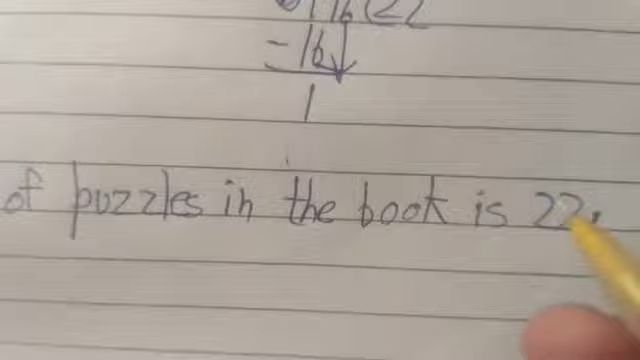 -16
1
of puzzles in the book is 22.